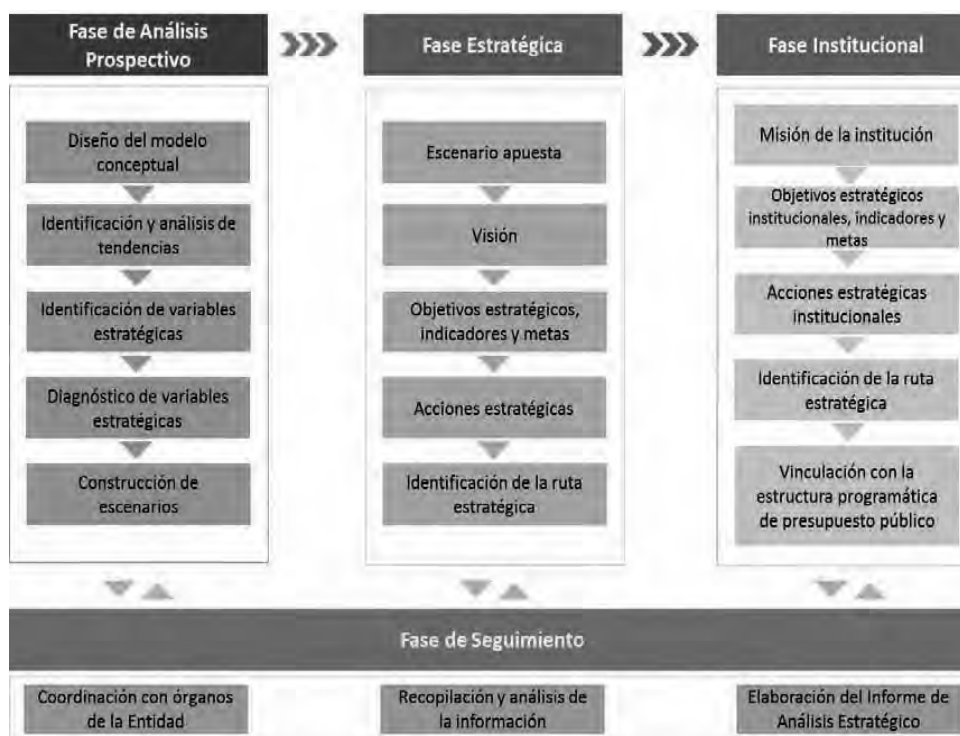 Fase de Análisis
Prospectivo
Diseño del modelo
conceptual
Identificación y análisis de
tendencias
Identificación de variables
estratégicas
Diagnóstico de variables
estratégicas
Construcción de
escenarios
Fase Estratégica
Escenario apuesta
Visión
Objetivos estratégicos,
indicadores y metas
Acciones estratégicas
Identificación de la ruta
estratégica
Fase Institucional
Misión de la institución
Objetivos estratégicos
institucionales, indicadores y
metas
Acciones estratégicas
institucionales
Identificación de la ruta
estratégica
Vinculación con la
estructura programática
de presupuesto público
Fase de Seguimiento
Coordinación con órganos
de la Entidad
Recopilación y análisis de
la información
Elaboración del Informe de
Análisis Estratégico